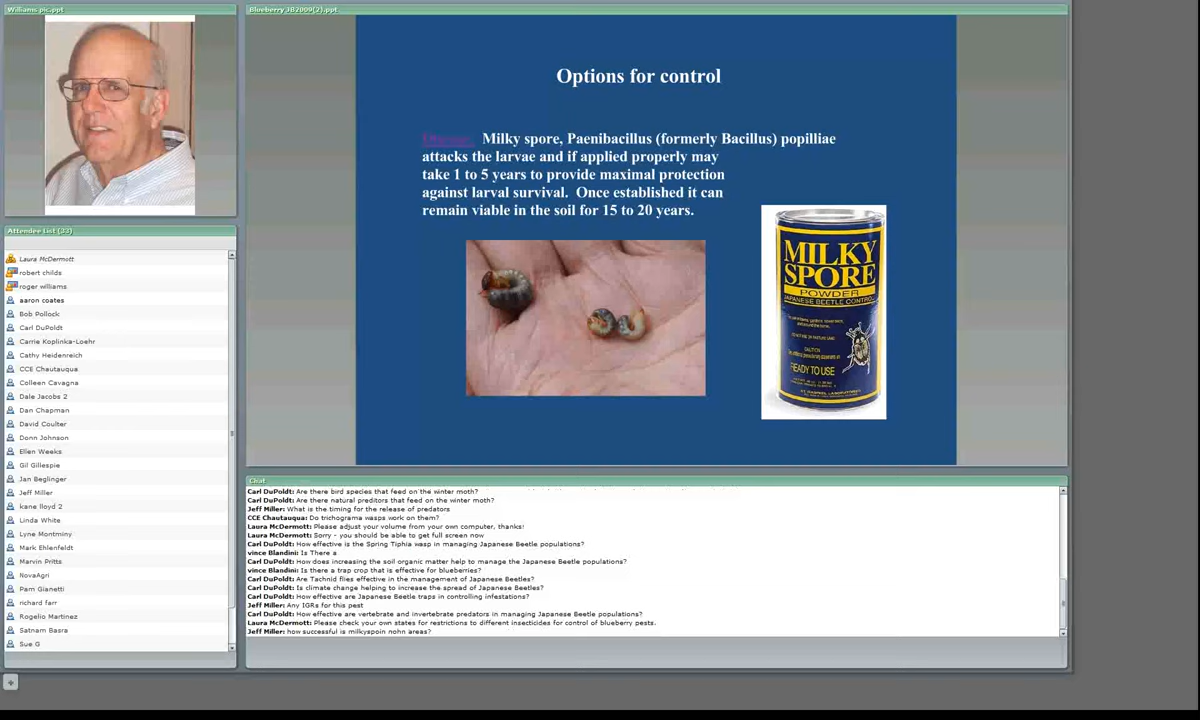 Williams pic.ppt
Attendee List (33)
Laura McDermott
robert childs
roger williams
aaron coates
Bob Pollock
Carl DuPoldt
Carrie Koplinka-Loehr
Cathy Heidenreich
CCE Chautauqua
Colleen Cavagna
Dale Jacobs 2
Dan Chapman
David Coulter
Donn Johnson
Ellen Weeks
Gil Gillespie
Jan Beglinger
Jeff Miller
kane lloyd 2
Linda White
Lyne Montminy
Mark Ehlenfeldt
Marvin Pritts
NovaAgri
Pam Gianetti
richard farr
Rogelio Martinez
Satnam Basra
Sue G
Blueberry JB2009[2].ppt
Options for control
Disease: Milky spore, Paenibacillus (formerly Bacillus) popilliae
attacks the larvae and if applied properly may
take 1 to 5 years to provide maximal protection
against larval survival. Once established it can
remain viable in the soil for 15 to 20 years.
MILKY
SPORE
POWDER
JAPANESE BEETLE CONTROL
CAUTION
READY TO USE
Chat
Carl DuPoldt: Are there bird species that feed on the winter moth?
Carl DuPoldt: Are there natural preditors that feed on the winter moth?
Jeff Miller: What is the timing for the release of predators
CCE Chautauqua: Do trichograma wasps work on them?
Laura McDermott: Please adjust your volume from your own computer, thanks!
Laura McDermott: Sorry - you should be able to get full screen now
Carl DuPoldt: How effective is the Spring Tiphia wasp in managing Japanese Beetle populations?
vince Blandini: Is There a
Carl DuPoldt: How does increasing the soil organic matter help to manage the Japanese Beetle populations?
vince Blandini: Is there a trap crop that is effective for blueberries?
Carl DuPoldt: Are Tachnid flies effective in the management of Japanese Beetles?
Carl DuPoldt: Is climate change helping to increase the spread of Japanese Beetles?
Carl DuPoldt: How effective are Japanese Beetle traps in controlling infestations?
Jeff Miller: Any IGRs for this pest
Carl DuPoldt: How effective are vertebrate and invertebrate predators in managing Japanese Beetle populations?
Laura McDermott: Please check your own states for restrictions to different insecticides for control of blueberry pests.
Jeff Miller: how successful is milkyspoin nohn areas?